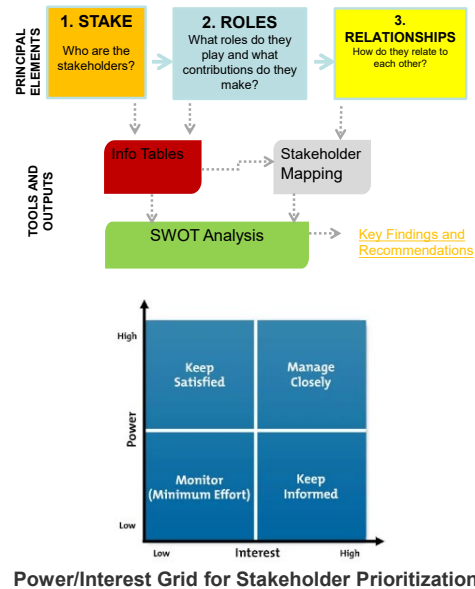 PRINCIPAL
ELEMENTS
1. STAKE
Who are the
stakeholders?
2. ROLES
What roles do they
play and what
contributions do they
make?
3.
RELATIONSHIPS
How do they relate to
each other?
TOOLS AND
OUTPUTS
Info Tables
Stakeholder
Mapping
SWOT Analysis
Key Findings and
Recommendations
High
Keep
Satisfied
Manage
Closely
Power
Monitor
(Minimum Effort)
Keep
Informed
Low
Low
Interest
High
Power/Interest Grid for Stakeholder Prioritization